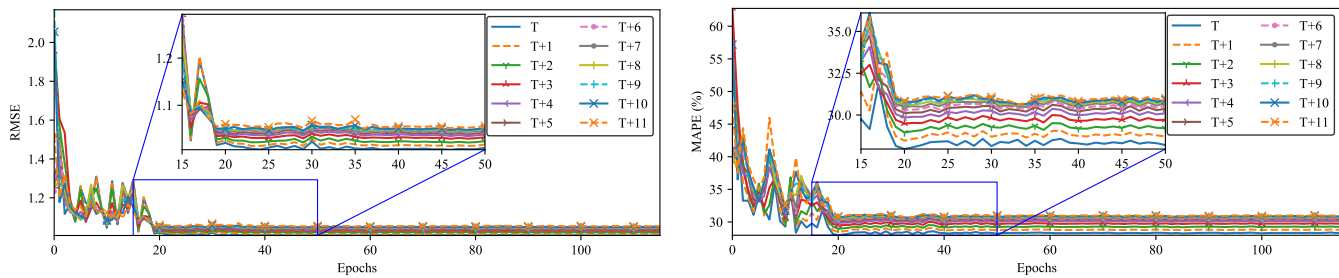 2.0
1.8
1.6
1.4
1.2
RMSE
0
20
40
60
80
100
Epochs
1.2
1.1
15
20
25
30
35
40
45
50
T
T+1
T+2
T+3
T+4
T+5
T+6
T+7
T+8
T+9
T+10
T+11
60
55
50
45
40
35
30
MAPE (%)
0
20
40
60
80
100
Epochs
35.0
32.5
30.0
15
20
25
30
35
40
45
50
T
T+1
T+2
T+3
T+4
T+5
T+6
T+7
T+8
T+9
T+10
T+11